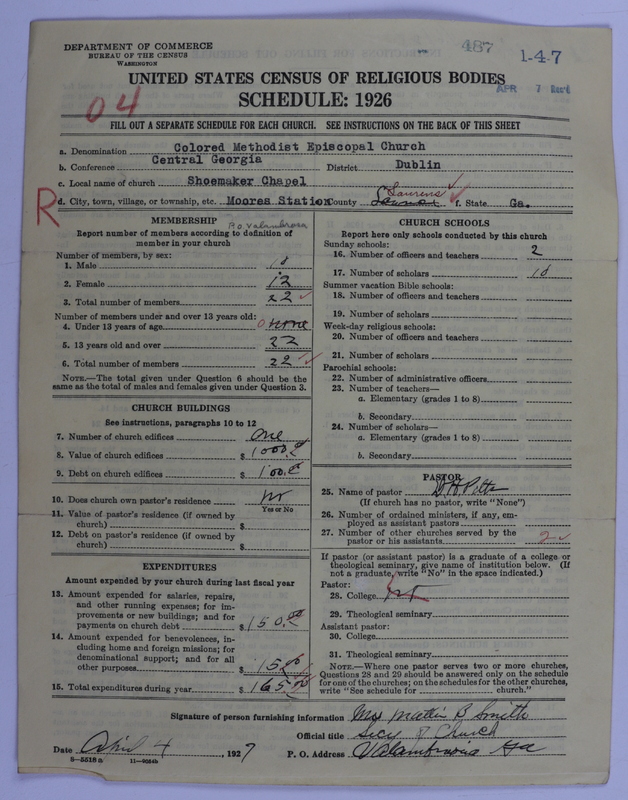 487
1-4-7
DEPARTMENT OF COMMERCE
BUREAU OF THE CENSUS
WASHINGTON
APR 7
UNITED STATES CENSUS OF RELIGIOUS BODIES
SCHEDULE: 1926
04
FILL OUT A SEPARATE SCHEDULE FOR EACH CHURCH. SEE INSTRUCTIONS ON THE BACK OF THIS SHEET
a. Denomination Colored Methodist Episcopal Church
b. Conference Central Georgia District Dublin
c. Local name of church Shoemaker Chapel
R d. City, town, village, or township, etc. Moores Station County Laurens f. State Ga.
P.O. Valambrosa
MEMBERSHIP
Report number of members according to definition of
member in your church
Number of members, by sex:
1. Male 10
2. Female 12
3. Total number of members 22
Number of members under and over 13 years old:
4. Under 13 years of age 0 none
5. 13 years old and over 22
6. Total number of members 22
NOTE.—The total given under Question 6 should be the
same as the total of males and females given under Question 3.
CHURCH BUILDINGS
See instructions, paragraphs 10 to 12
7. Number of church edifices one
8. Value of church edifices $ 1000
9. Debt on church edifices $ 100
10. Does church own pastor's residence no
Yes or No
11. Value of pastor's residence (if owned by
church) $
12. Debt on pastor's residence (if owned by
church) $
EXPENDITURES
Amount expended by your church during last fiscal year
13. Amount expended for salaries, repairs,
and other running expenses; for im-
provements or new buildings; and for
payments on church debt $ 150.00
14. Amount expended for benevolences, in-
cluding home and foreign missions; for
denominational support; and for all
other purposes $ 15
15. Total expenditures during year $ 165
CHURCH SCHOOLS
Report here only schools conducted by this church
Sunday schools:
16. Number of officers and teachers 2
17. Number of scholars 10
Summer vacation Bible schools:
18. Number of officers and teachers
19. Number of scholars
Week-day religious schools:
20. Number of officers and teachers
21. Number of scholars
Parochial schools:
22. Number of administrative officers
23. Number of teachers—
a. Elementary (grades 1 to 8)
b. Secondary
24. Number of scholars—
a. Elementary (grades 1 to 8)
b. Secondary
PASTOR
25. Name of pastor W H Pitts
(If church has no pastor, write "None")
26. Number of ordained ministers, if any, em-
ployed as assistant pastors
27. Number of other churches served by the
pastor or his assistants 2
If pastor (or assistant pastor) is a graduate of a college or
theological seminary, give name of institution below. (If
not a graduate, write "No" in the space indicated.)
Pastor:
28. College
29. Theological seminary
Assistant pastor:
30. College
31. Theological seminary
NOTE.—Where one pastor serves two or more churches,
Questions 28 and 29 should be answered only on the schedule
for one of the churches; on the schedules for the other churches,
write "See schedule for church."
Signature of person furnishing information Mattie B Smith
Official title Secy of Church
Date April 4, 1927 P. O. Address Valambrosia Ga
8-5518 a 11-9054b